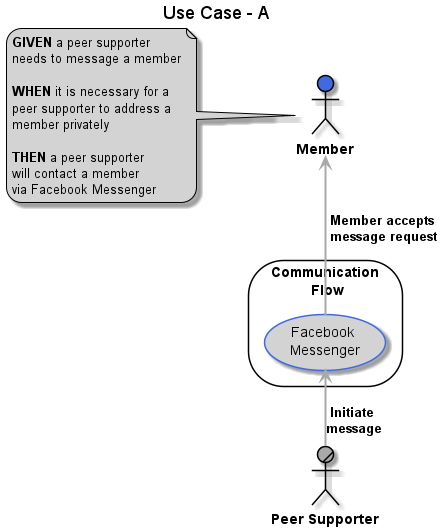 Use Case - A
GIVEN a peer supporter
needs to message a member
WHEN it is necessary for a
peer supporter to address a
member privately
THEN a peer supporter
will contact a member
via Facebook Messenger
Member
Member accepts
message request
Communication
Flow
Facebook
Messenger
Initiate
message
Peer Supporter